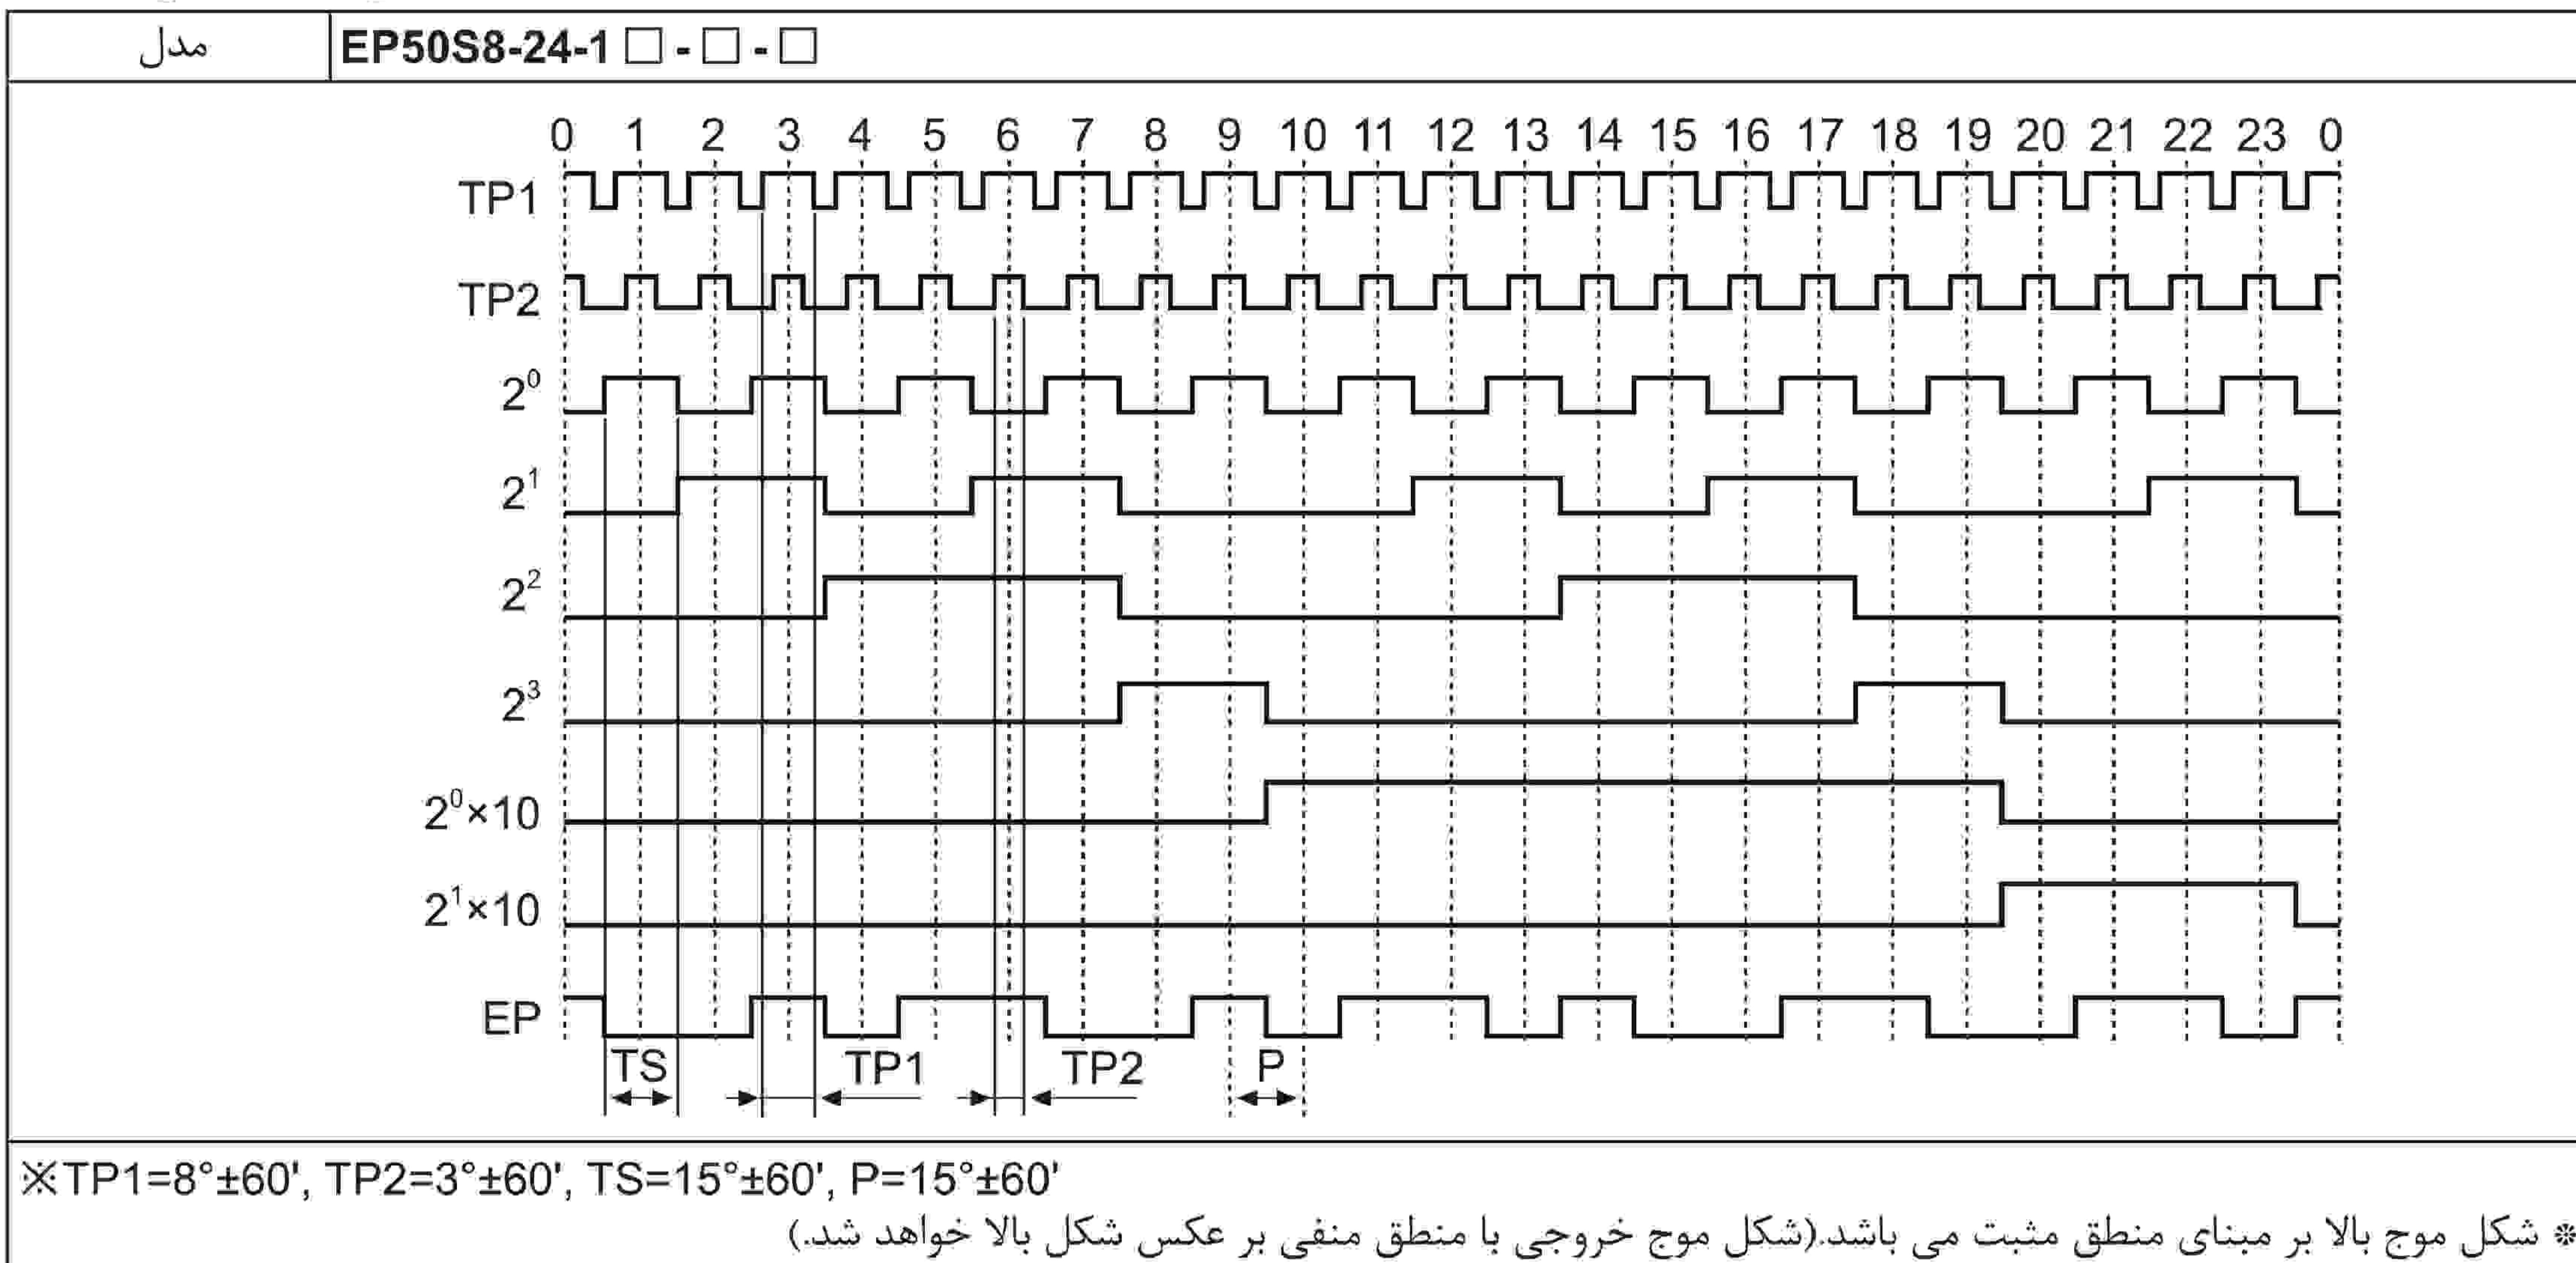 مدل
EP50S8-24-1 □ - □ - □
0 1 2 3 4 5 6 7 8 9 10 11 12 13 14 15 16 17 18 19 20 21 22 23 0
TP1
TP2
2⁰
2¹
2²
2³
2⁰×10
2¹×10
EP
TS TP1 TP2 P
※TP1=8°±60', TP2=3°±60', TS=15°±60', P=15°±60'
❊ شکل موج بالا بر مبنای منطق مثبت می باشد.(شکل موج خروجی با منطق منفی بر عکس شکل بالا خواهد شد.)